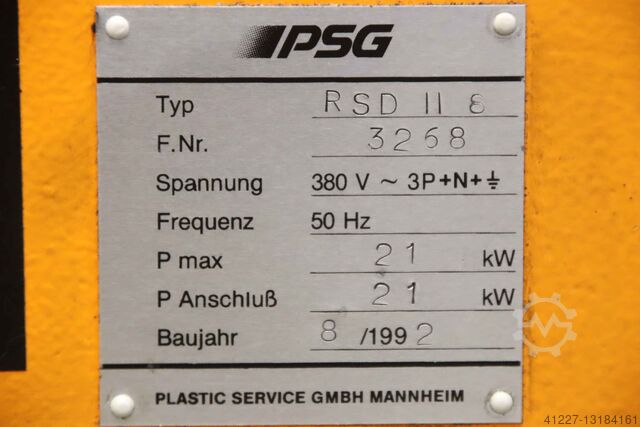 PSG
Typ RSD II 8
F.Nr. 3268
Spannung 380 V ~ 3P+N+⏚
Frequenz 50 Hz
P max 21 kW
P Anschluß 21 kW
Baujahr 8 /1992
PLASTIC SERVICE GMBH MANNHEIM
41227-13184161